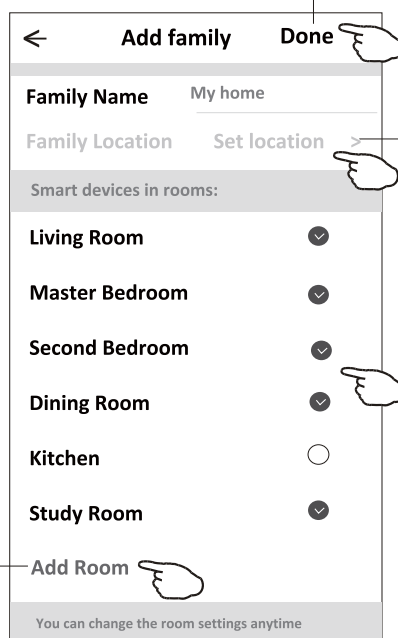 Add family Done
Family Name My home
Family Location Set location >
Smart devices in rooms:
Living Room
Master Bedroom
Second Bedroom
Dining Room
Kitchen
Study Room
Add Room
You can change the room settings anytime